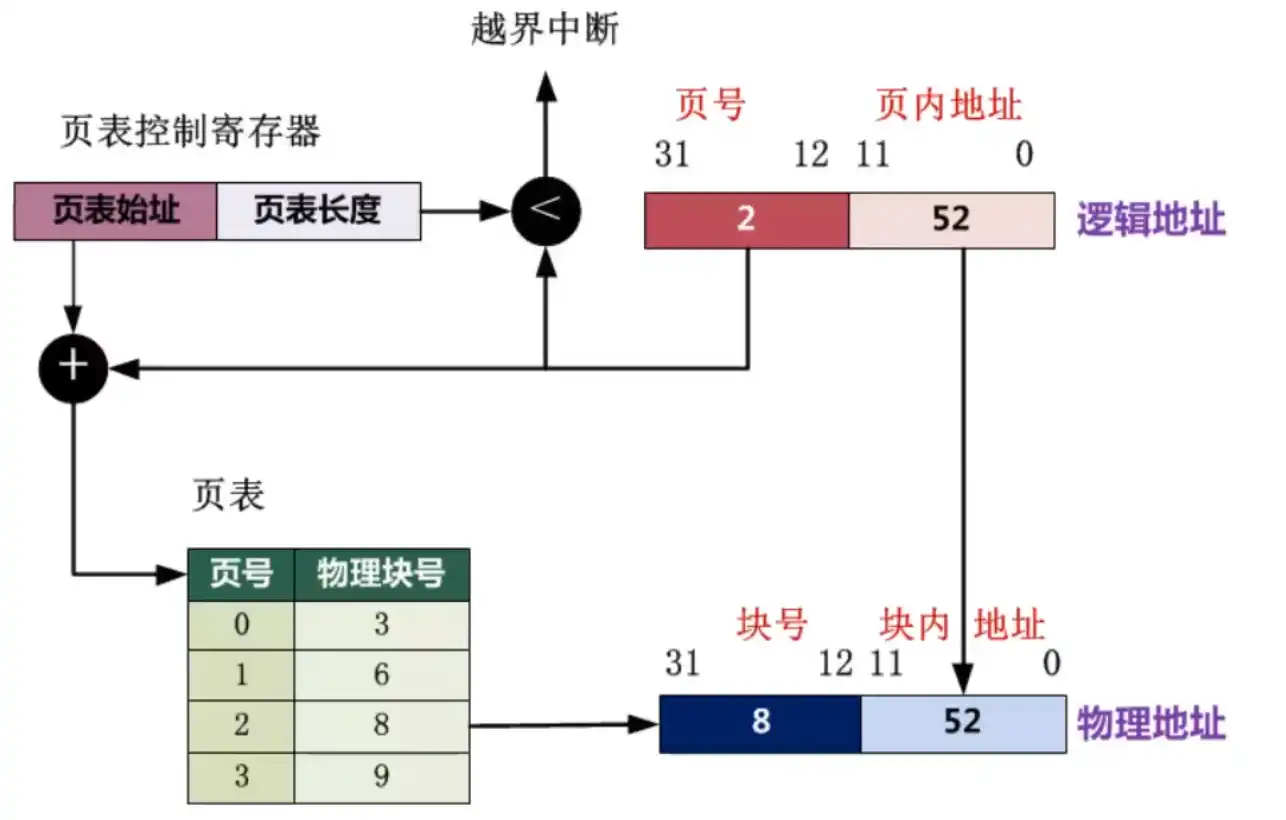 越界中断
页表控制寄存器
页表始址 页表长度
<
+
页号 页内地址
31 12 11 0
2 52
逻辑地址
页表
页号 物理块号
0 3
1 6
2 8
3 9
块号 块内 地址
31 12 11 0
8 52
物理地址